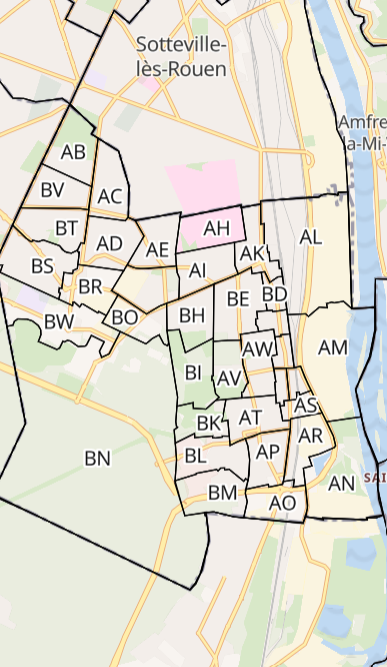 Sotteville-
lès-Rouen
Amfre
la-Mi-
AB
BV
AC
BT
AH
AD
AE
AL
AK
BS
AI
BR
BE
BD
BO
BH
BW
AW
AM
BI
AV
AS
BK
AT
AR
BN
BL
AP
SAI
AN
BM
AO